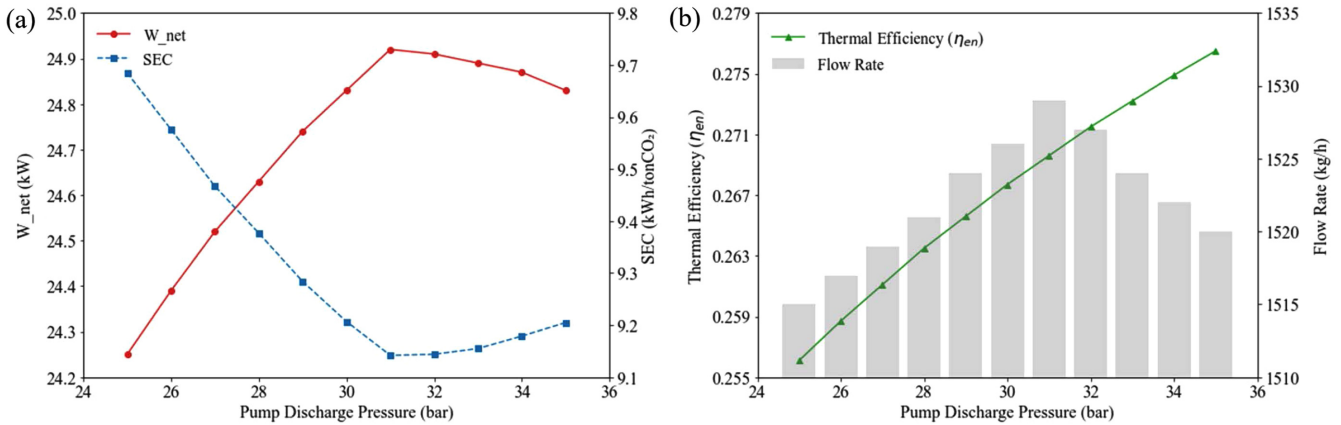 (a)
W_net
SEC
25.0
24.9
24.8
24.7
24.6
24.5
24.4
24.3
24.2
W_net (kW)
9.8
9.7
9.6
9.5
9.4
9.3
9.2
9.1
SEC (kWh/tonCO₂)
24 26 28 30 32 34 36
Pump Discharge Pressure (bar)
(b)
Thermal Efficiency (ηen)
Flow Rate
0.279
0.275
0.271
0.267
0.263
0.259
0.255
Thermal Efficiency (ηen)
1535
1530
1525
1520
1515
1510
Flow Rate (kg/h)
24 26 28 30 32 34 36
Pump Discharge Pressure (bar)